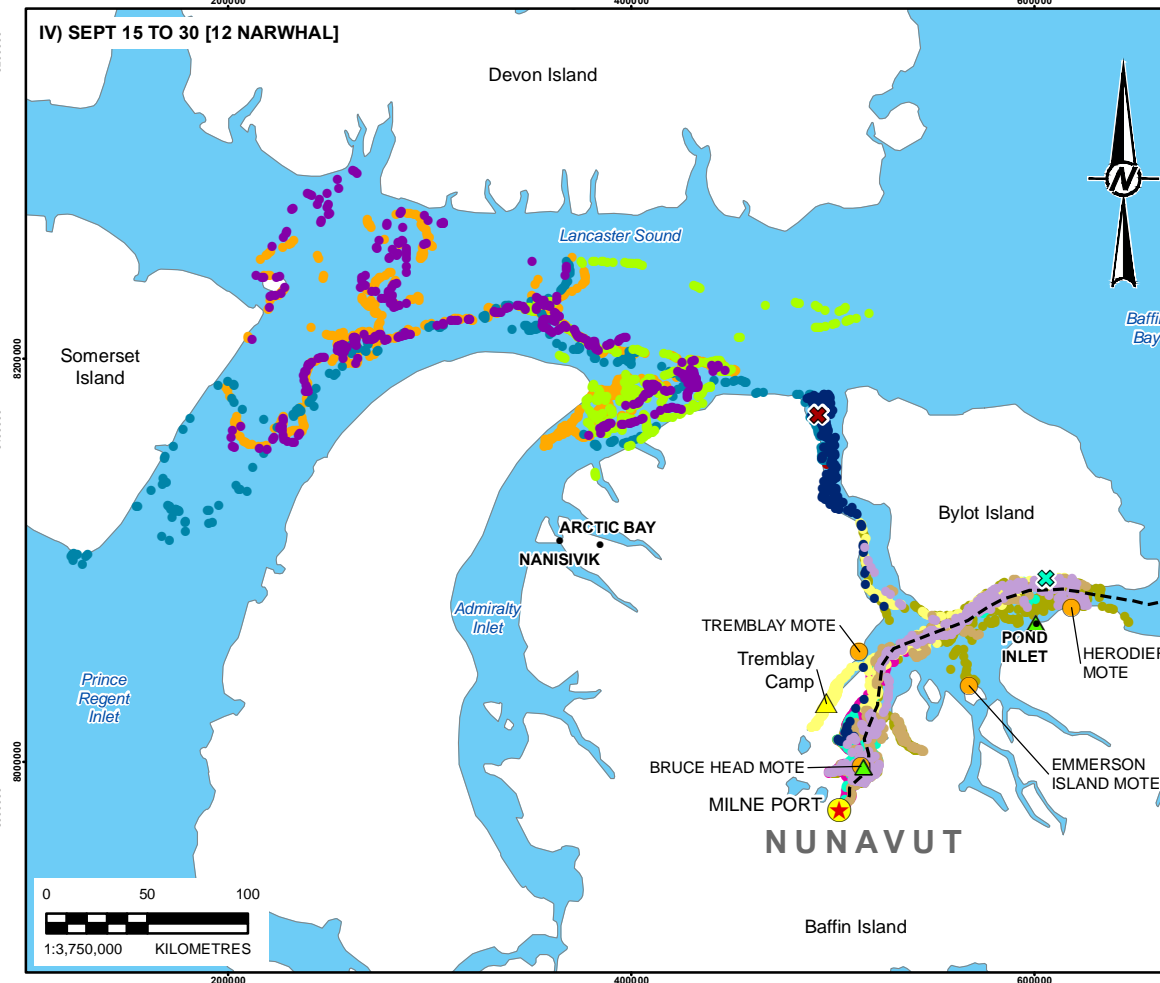 200000
400000
600000
IV) SEPT 15 TO 30 [12 NARWHAL]
Devon Island
N
Lancaster Sound
Baffin
Bay
8200000
Somerset
Island
Bylot Island
ARCTIC BAY
NANISIVIK
Admiralty
Inlet
TREMBLAY MOTE
POND
INLET
HERODIER
MOTE
Tremblay
Camp
Prince
Regent
Inlet
8000000
BRUCE HEAD MOTE
EMMERSON
ISLAND MOTE
MILNE PORT
NUNAVUT
0 50 100
Baffin Island
1:3,750,000 KILOMETRES
200000
400000
600000